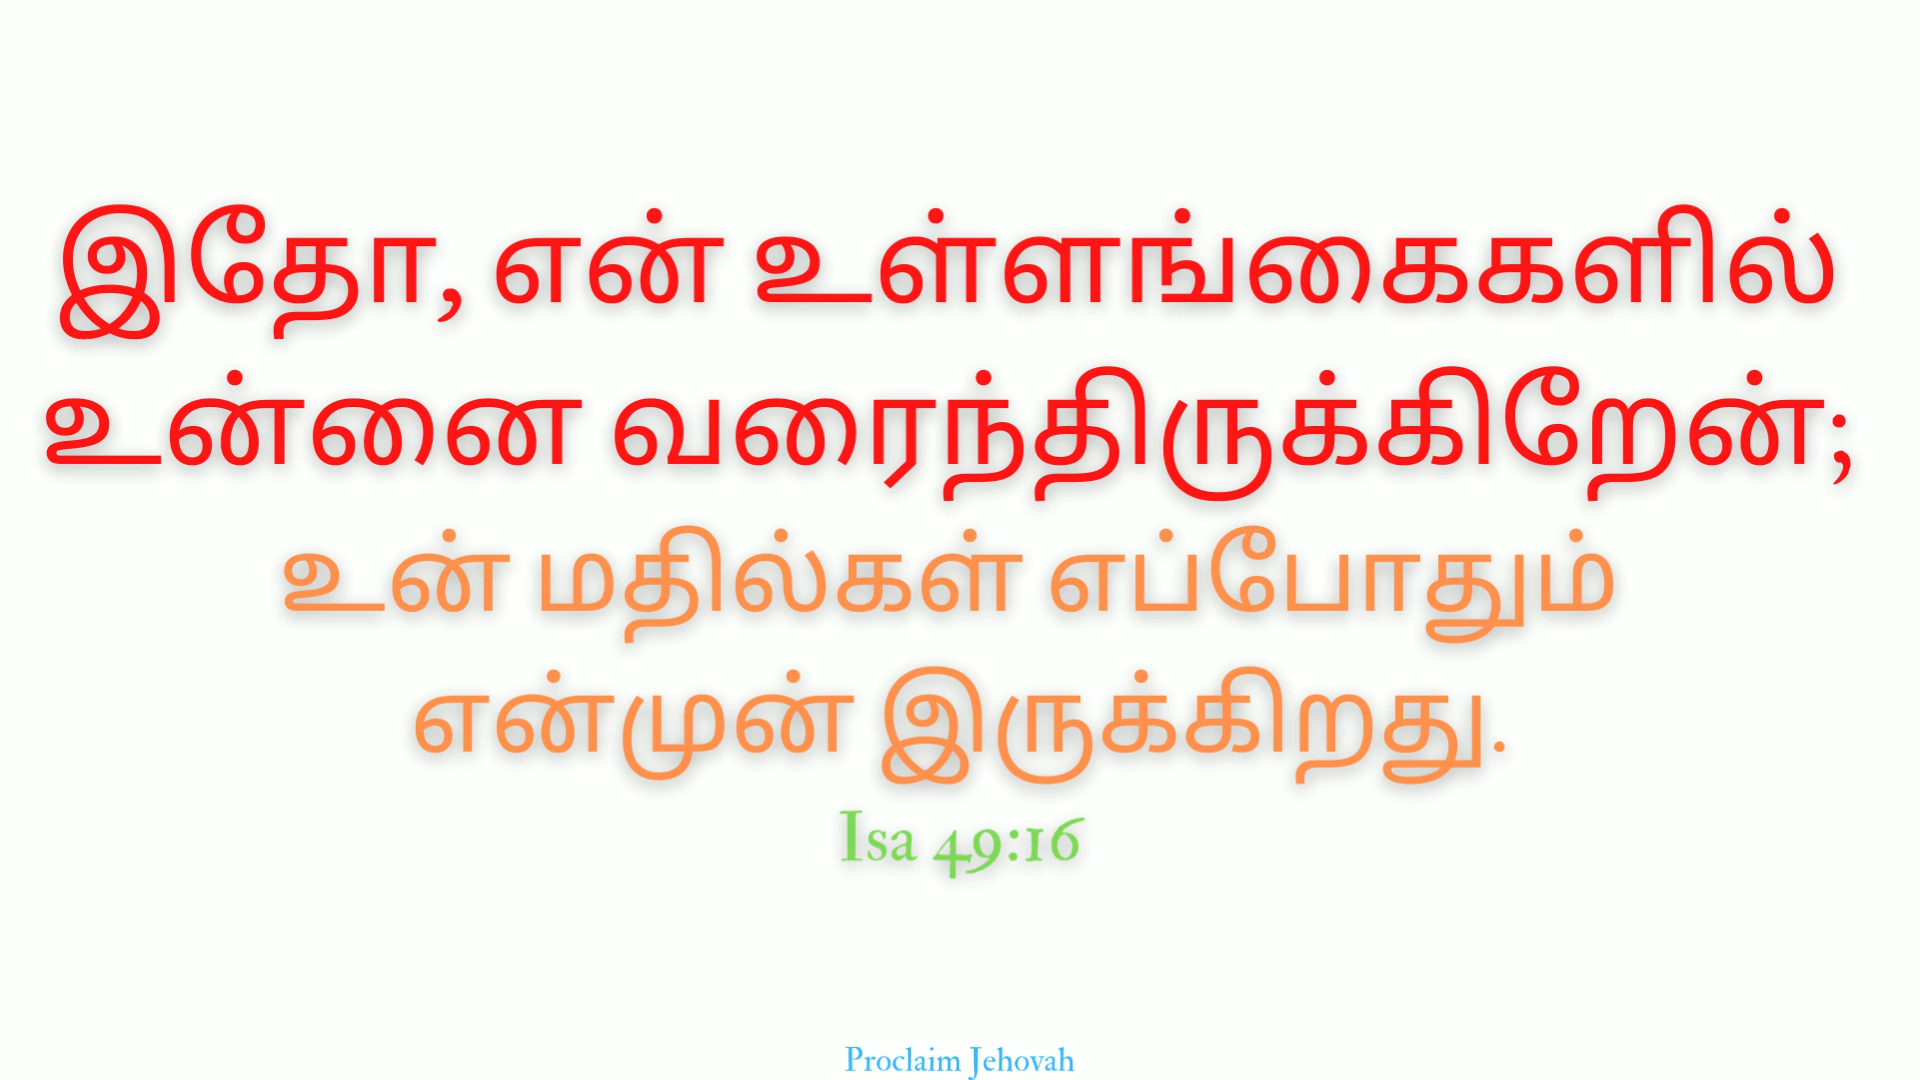 இதோ, என் உள்ளங்கைகளில்
உன்னை வரைந்திருக்கிறேன்;
உன் மதில்கள் எப்போதும்
என்முன் இருக்கிறது.
Isa 49:16
Proclaim Jehovah